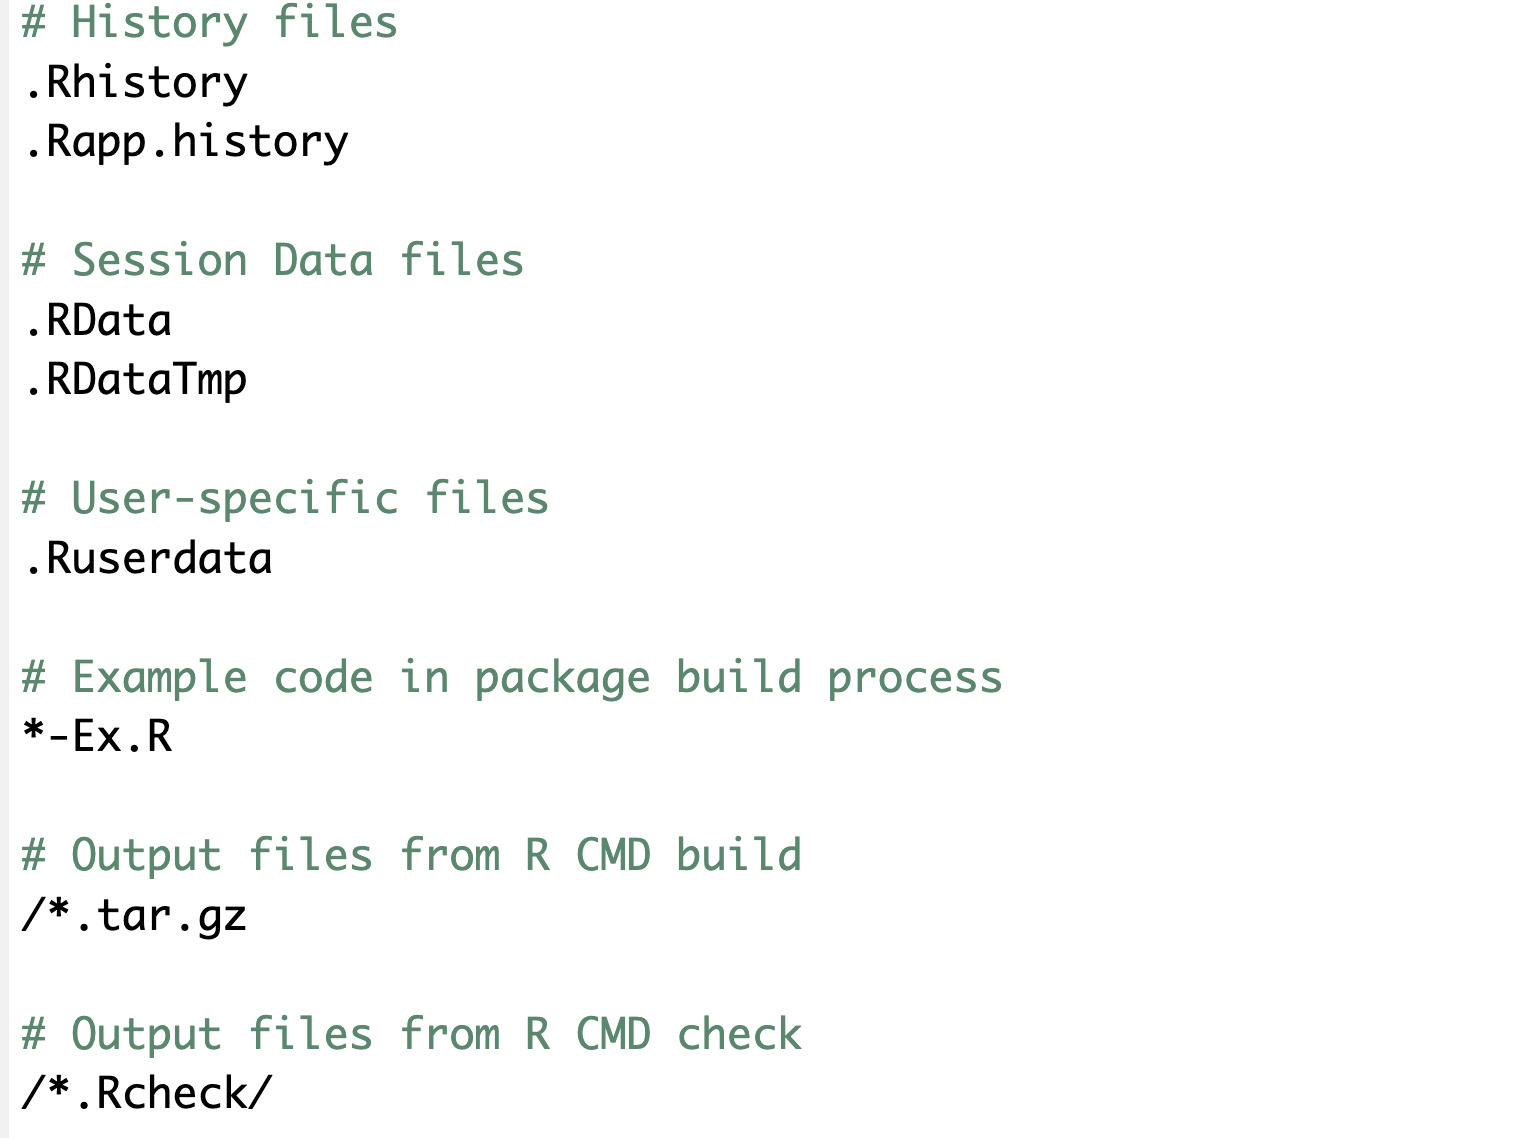 # History files
.Rhistory
.Rapp.history

# Session Data files
.RData
.RDataTmp

# User-specific files
.Ruserdata

# Example code in package build process
*-Ex.R

# Output files from R CMD build
/*.tar.gz

# Output files from R CMD check
/*.Rcheck/